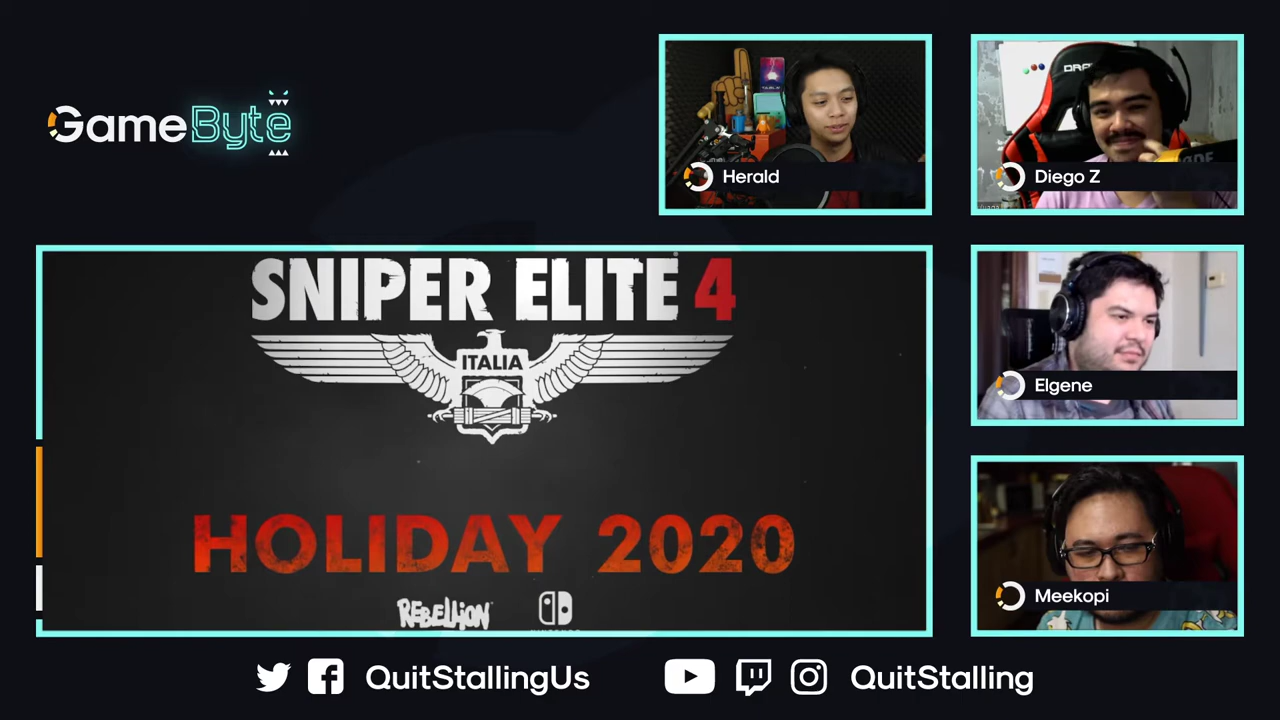 GameByte
Herald
Diego Z
SNIPER ELITE 4
ITALIA
HOLIDAY 2020
REBELLION
Elgene
Meekopi
QuitStallingUs
QuitStalling